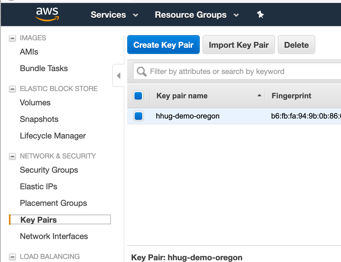 aws
Services
Resource Groups
IMAGES
AMIs
Bundle Tasks
ELASTIC BLOCK STORE
Volumes
Snapshots
Lifecycle Manager
NETWORK & SECURITY
Security Groups
Elastic IPs
Placement Groups
Key Pairs
Network Interfaces
LOAD BALANCING
Create Key Pair
Import Key Pair
Delete
Filter by attributes or search by keyword
Key pair name
Fingerprint
hhug-demo-oregon
b6:fb:fa:94:9b:0b:86:
Key Pair: hhug-demo-oregon